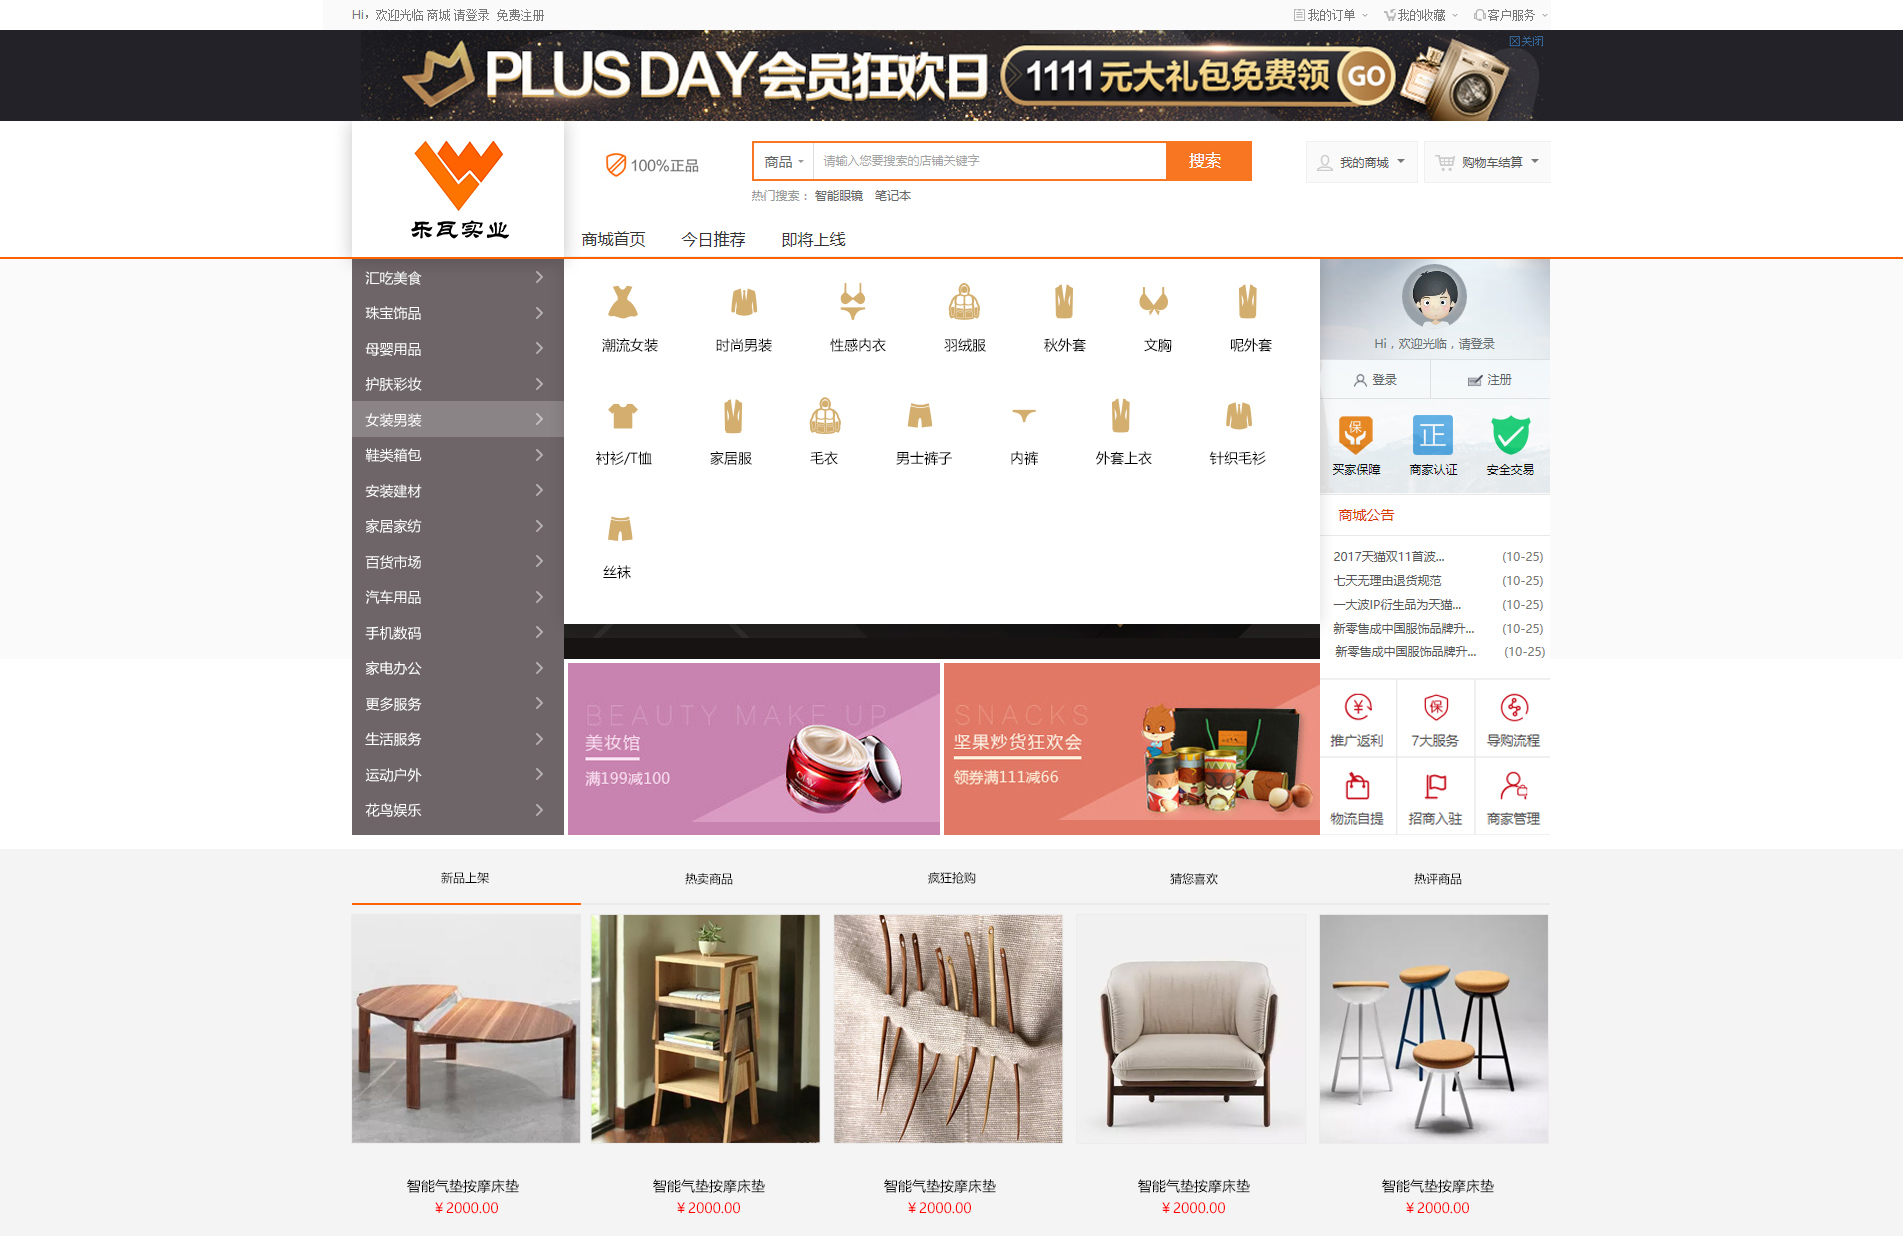 Hi，欢迎光临 商城 请登录 免费注册
我的订单 我的收藏 客户服务
关闭
PLUS DAY会员狂欢日 1111元大礼包免费领 GO
乐瓦实业
100%正品
商品 请输入您要搜索的店铺关键字 搜索
热门搜索： 智能眼镜 笔记本
我的商城 购物车结算
商城首页 今日推荐 即将上线
汇吃美食
珠宝饰品
母婴用品
护肤彩妆
女装男装
鞋类箱包
安装建材
家居家纺
百货市场
汽车用品
手机数码
家电办公
更多服务
生活服务
运动户外
花鸟娱乐
潮流女装 时尚男装 性感内衣 羽绒服 秋外套 文胸 呢外套
衬衫/T恤 家居服 毛衣 男士裤子 内裤 外套上衣 针织毛衫
丝袜
Hi，欢迎光临，请登录
登录 注册
保 正
买家保障 商家认证 安全交易
商城公告
2017天猫双11首波... (10-25)
七天无理由退货规范 (10-25)
一大波IP衍生品为天猫... (10-25)
新零售成中国服饰品牌升... (10-25)
新零售成中国服饰品牌升... (10-25)
BEAUTY MAKE UP
美妆馆
满199减100
OLAY
SNACKS
坚果炒货狂欢会
领券满111减66
¥ 保
推广返利 7大服务 导购流程
物流自提 招商入驻 商家管理
新品上架 热卖商品 疯狂抢购 猜您喜欢 热评商品
智能气垫按摩床垫 智能气垫按摩床垫 智能气垫按摩床垫 智能气垫按摩床垫 智能气垫按摩床垫
¥2000.00 ¥2000.00 ¥2000.00 ¥2000.00 ¥2000.00